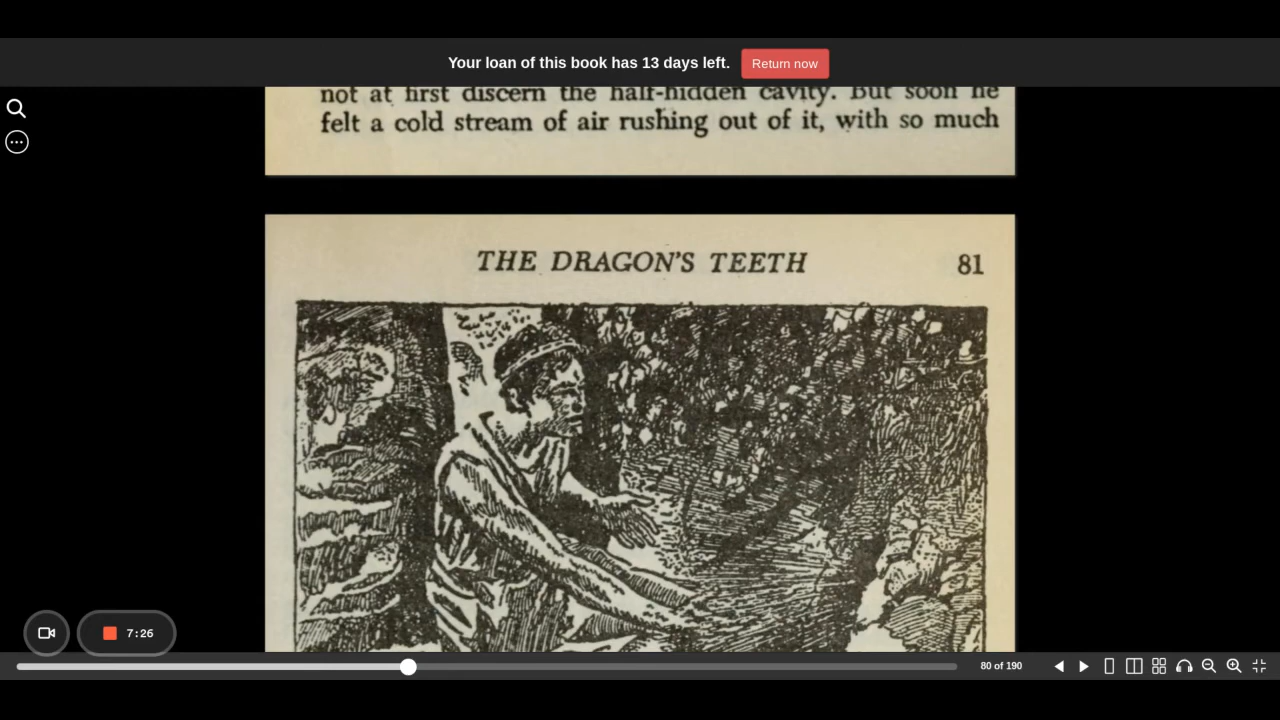 Your loan of this book has 13 days left. Return now
not at first discern the half-hidden cavity. But soon he
felt a cold stream of air rushing out of it, with so much
THE DRAGON'S TEETH 81
7:26
80 of 190